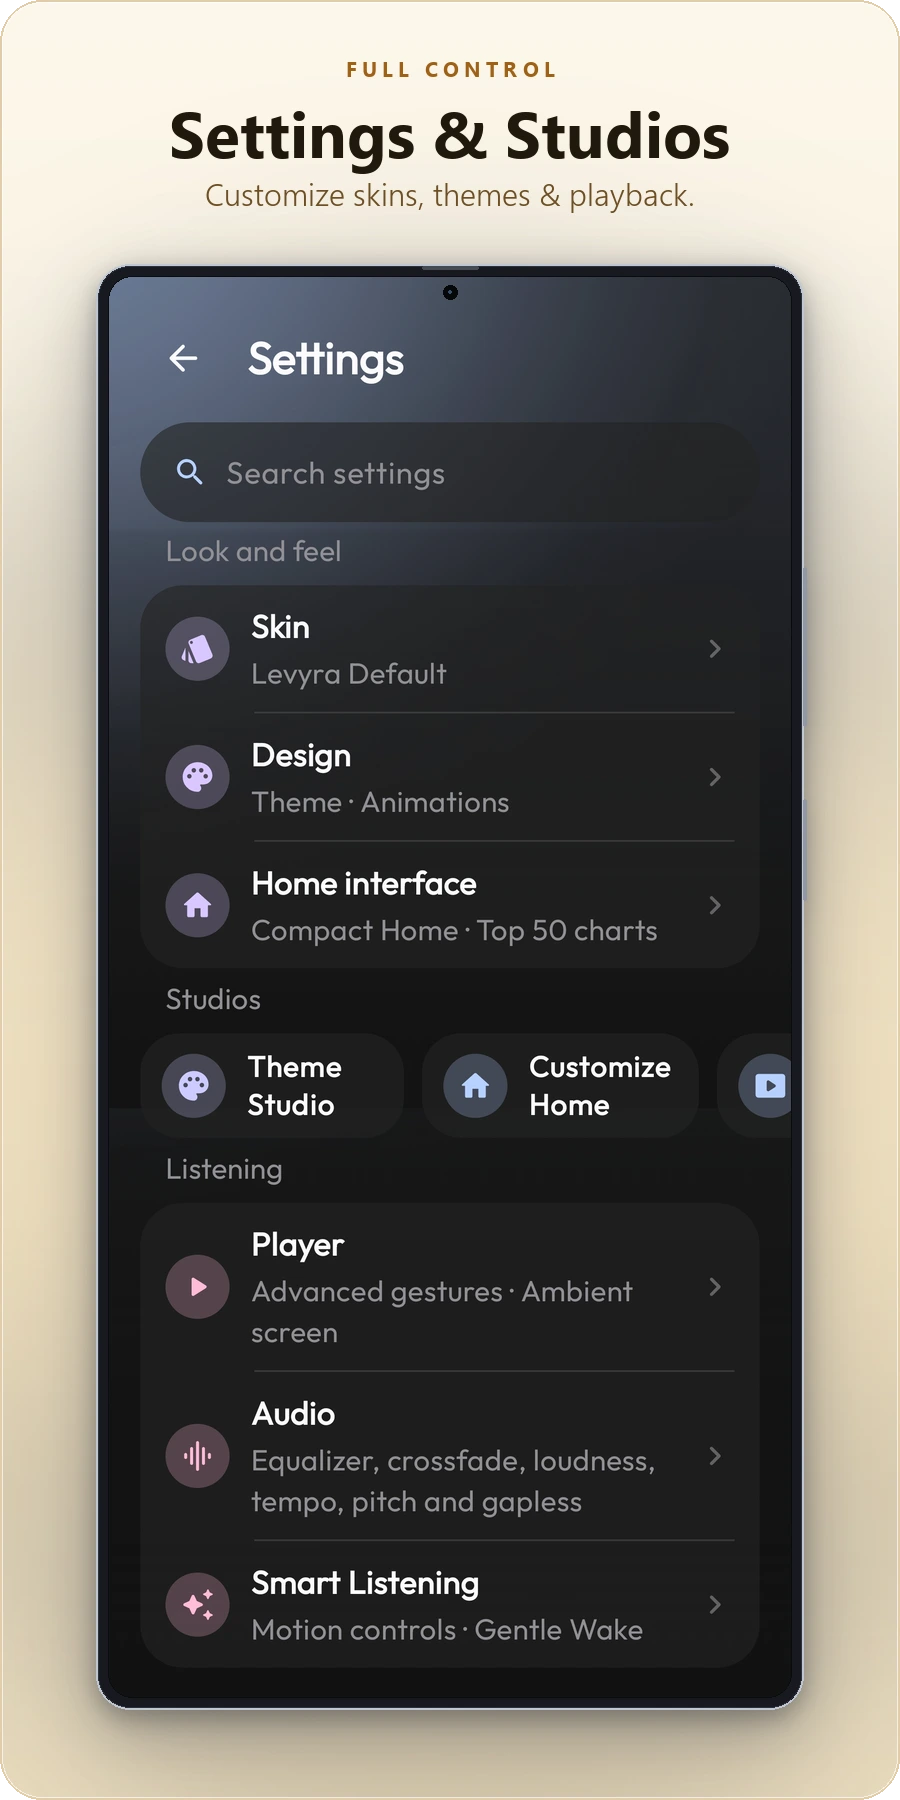 FULL CONTROL
Settings & Studios
Customize skins, themes & playback.
Settings
Search settings
Look and feel
Skin
Levyra Default
Design
Theme · Animations
Home interface
Compact Home · Top 50 charts
Studios
Theme
Studio
Customize
Home
Listening
Player
Advanced gestures · Ambient
screen
Audio
Equalizer, crossfade, loudness,
tempo, pitch and gapless
Smart Listening
Motion controls · Gentle Wake